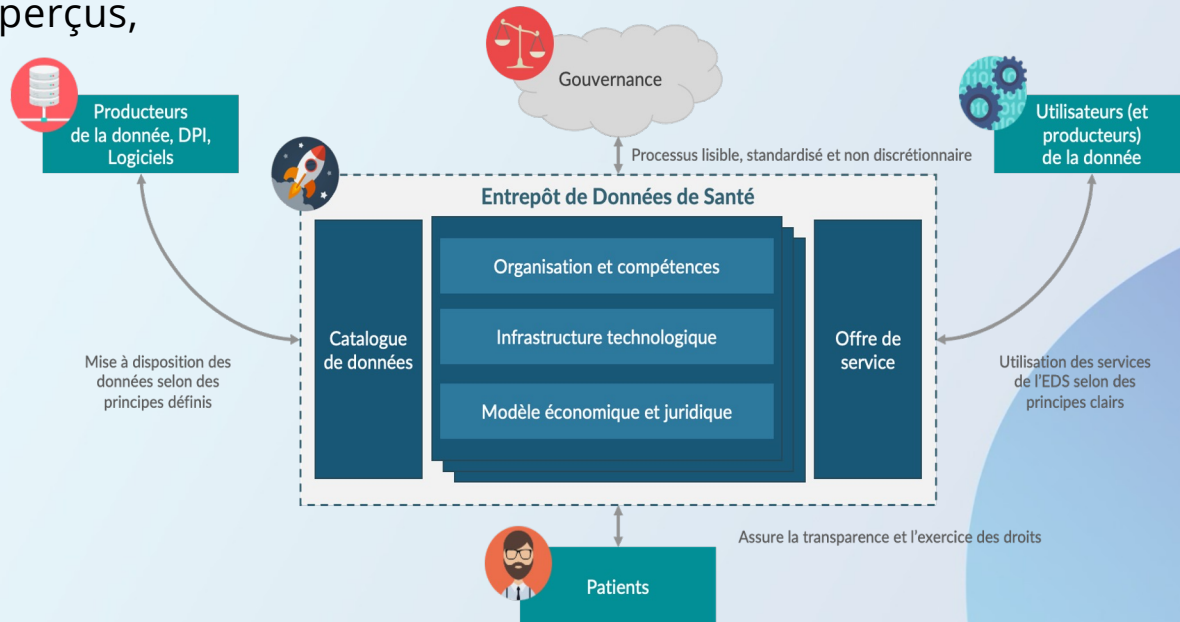 perçus,
Gouvernance
Producteurs
de la donnée, DPI,
Logiciels
Utilisateurs (et
producteurs)
de la donnée
Processus lisible, standardisé et non discrétionnaire
Entrepôt de Données de Santé
Catalogue
de données
Organisation et compétences
Infrastructure technologique
Modèle économique et juridique
Offre de
service
Mise à disposition des
données selon des
principes définis
Utilisation des services
de l’EDS selon des
principes clairs
Assure la transparence et l’exercice des droits
Patients